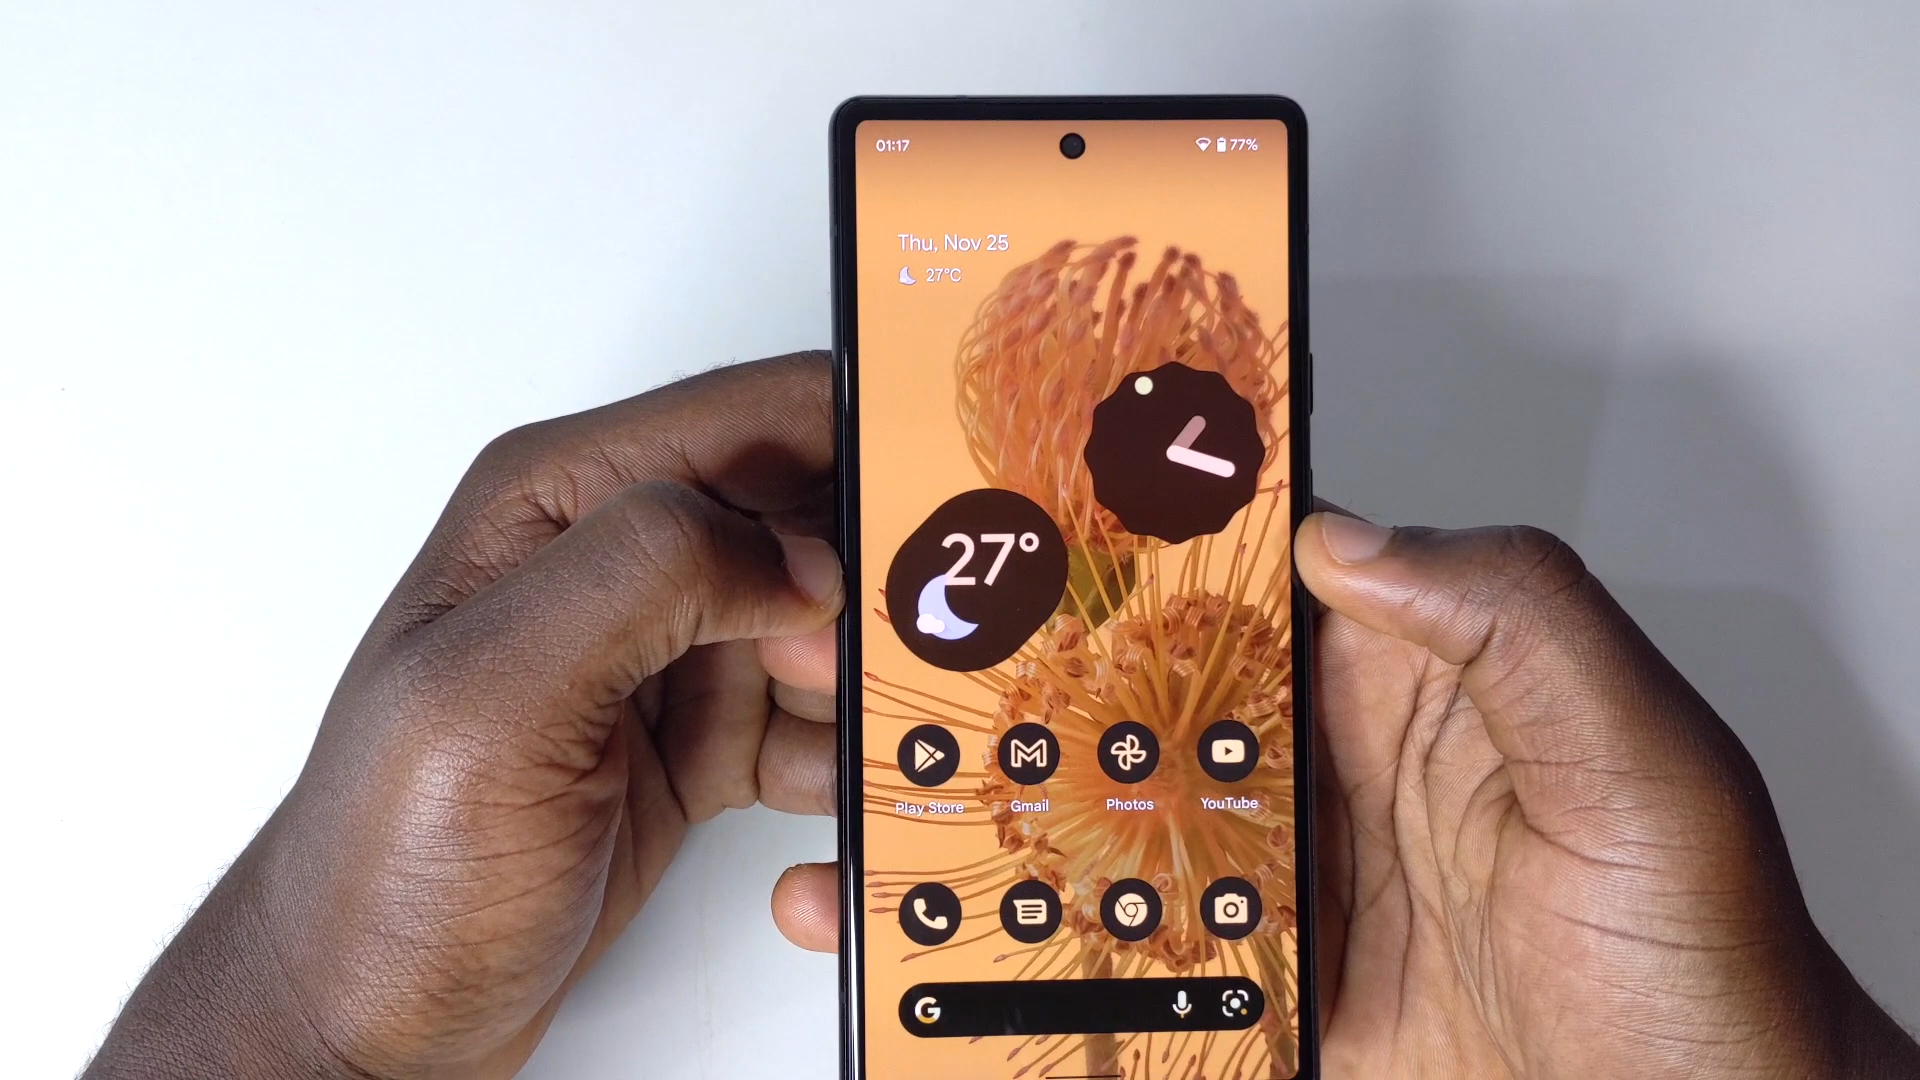 01:17
77%
Thu, Nov 25
27°C
27°
Play Store
Gmail
Photos
YouTube
G